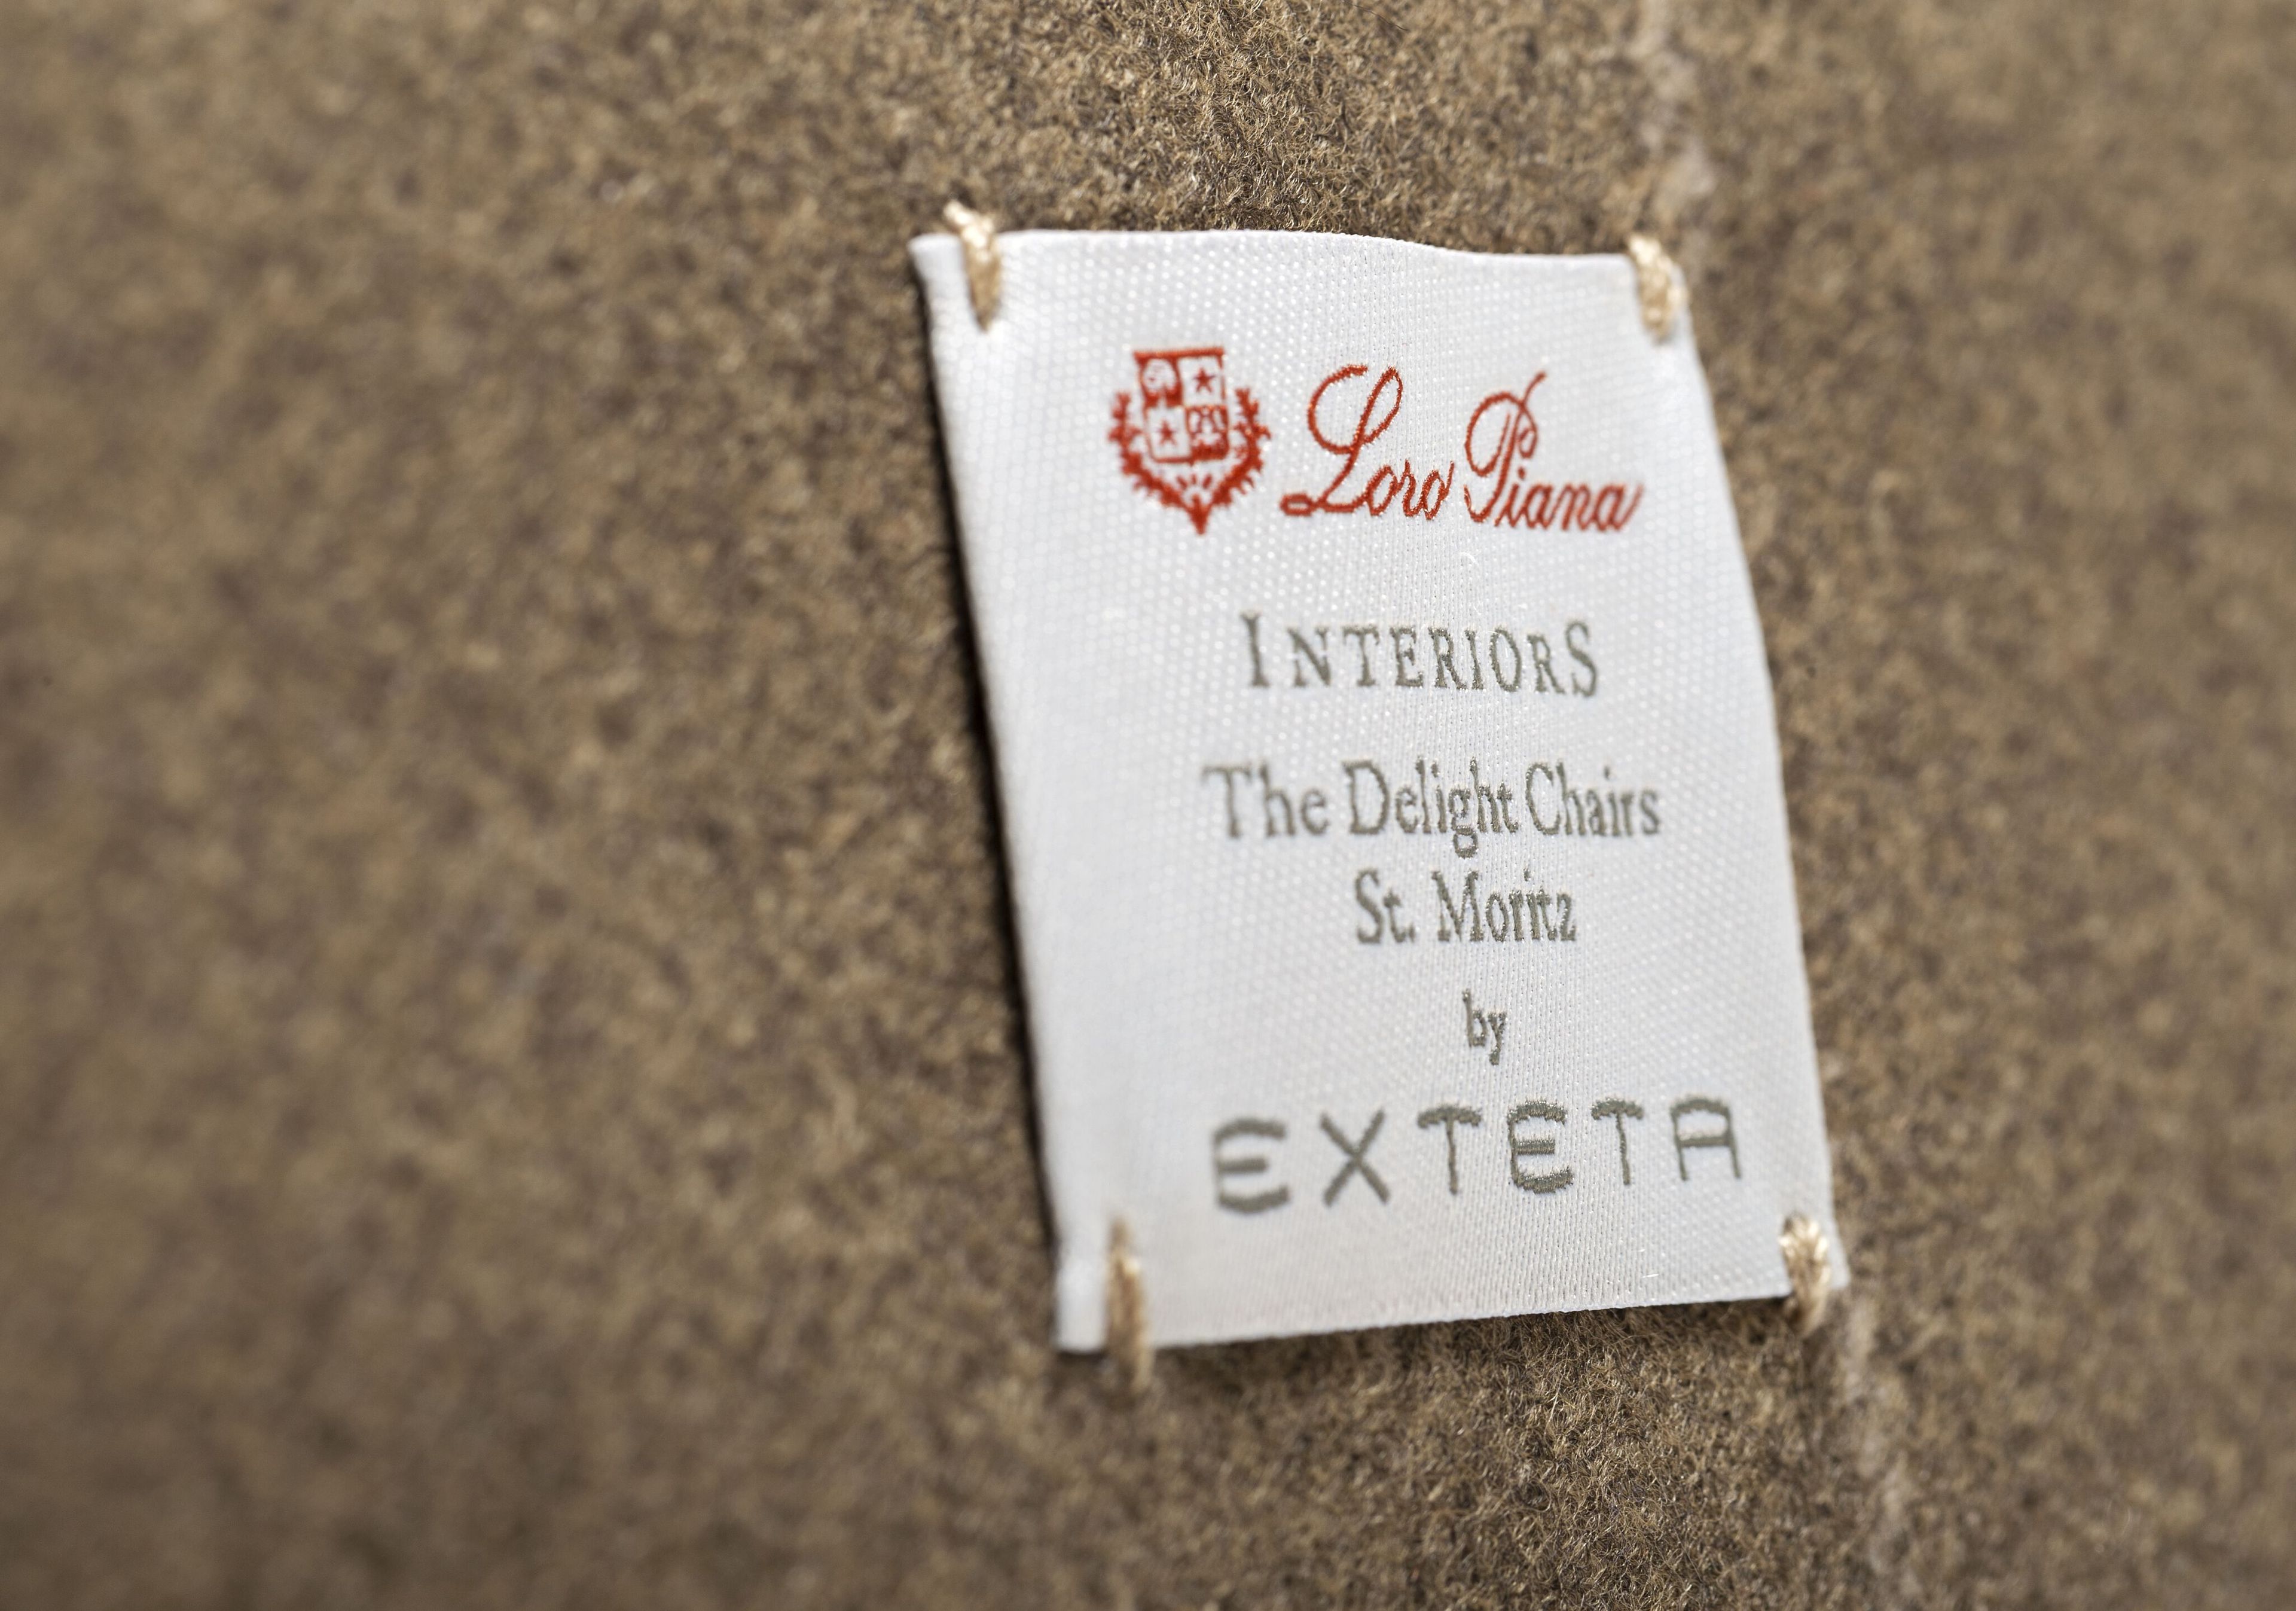 Loro Piana
INTERIORS
The Delight Chairs
St. Moritz
by
EXTETA